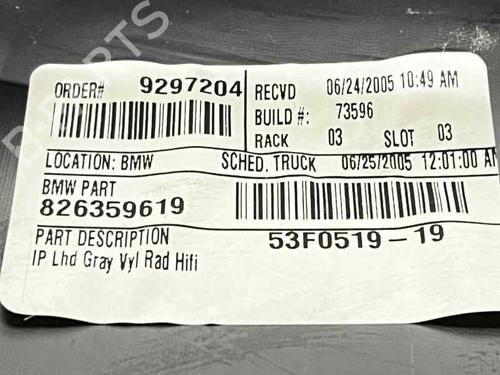 ORDER# 9297204 RECVD 06/24/2005 10:49 AM
BUILD #: 73596
RACK 03 SLOT 03
LOCATION: BMW SCHED. TRUCK 06/25/2005 12:01:00 AM
BMW PART
826359619
PART DESCRIPTION 53F0519-19
IP Lhd Gray Vyl Rad Hifi